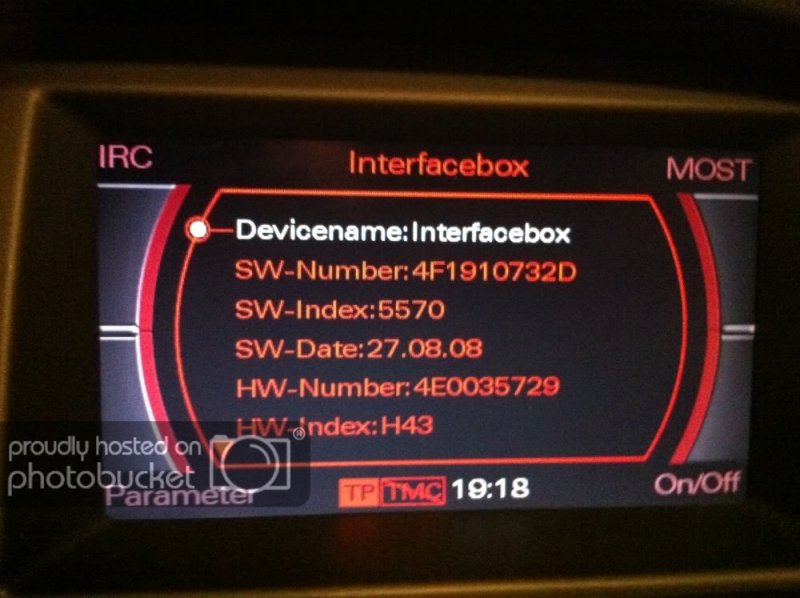 IRC Interfacebox MOST
Devicename:Interfacebox
SW-Number:4F1910732D
SW-Index:5570
SW-Date:27.08.08
HW-Number:4E0035729
HW-Index:H43
proudly hosted on
photobucket ®
Parameter TP TMC 19:18 On/Off